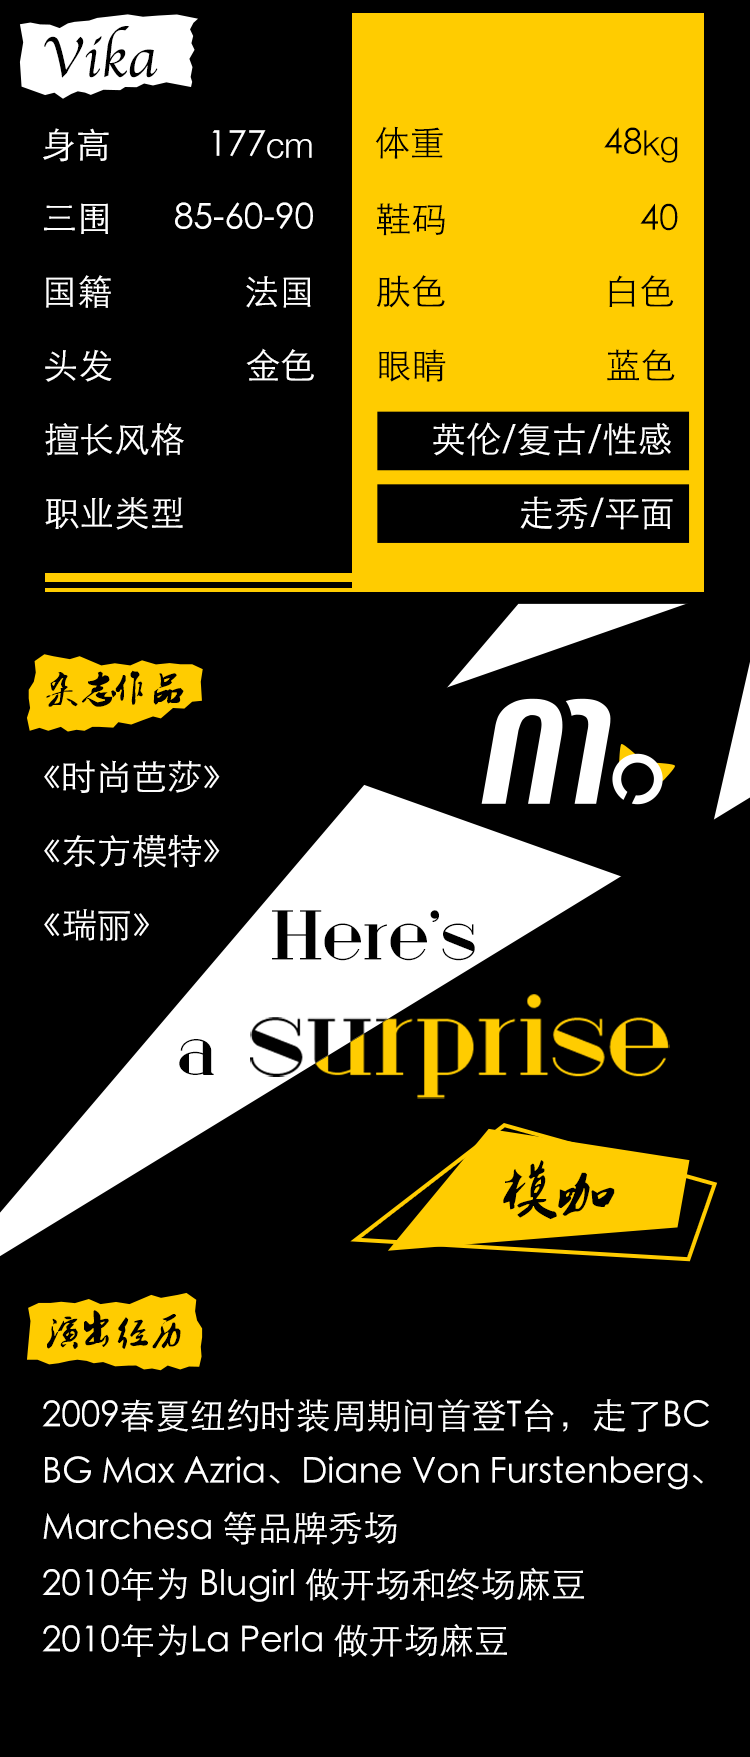 Vika
身高 177cm 体重 48kg
三围 85-60-90 鞋码 40
国籍 法国 肤色 白色
头发 金色 眼睛 蓝色
擅长风格 英伦/复古/性感
职业类型 走秀/平面
杂志作品
《时尚芭莎》
《东方模特》
《瑞丽》
Here's
a surprise
模咖
演出经历
2009春夏纽约时装周期间首登T台，走了BC
BG Max Azria、Diane Von Furstenberg、
Marchesa 等品牌秀场
2010年为 Blugirl 做开场和终场麻豆
2010年为La Perla 做开场麻豆